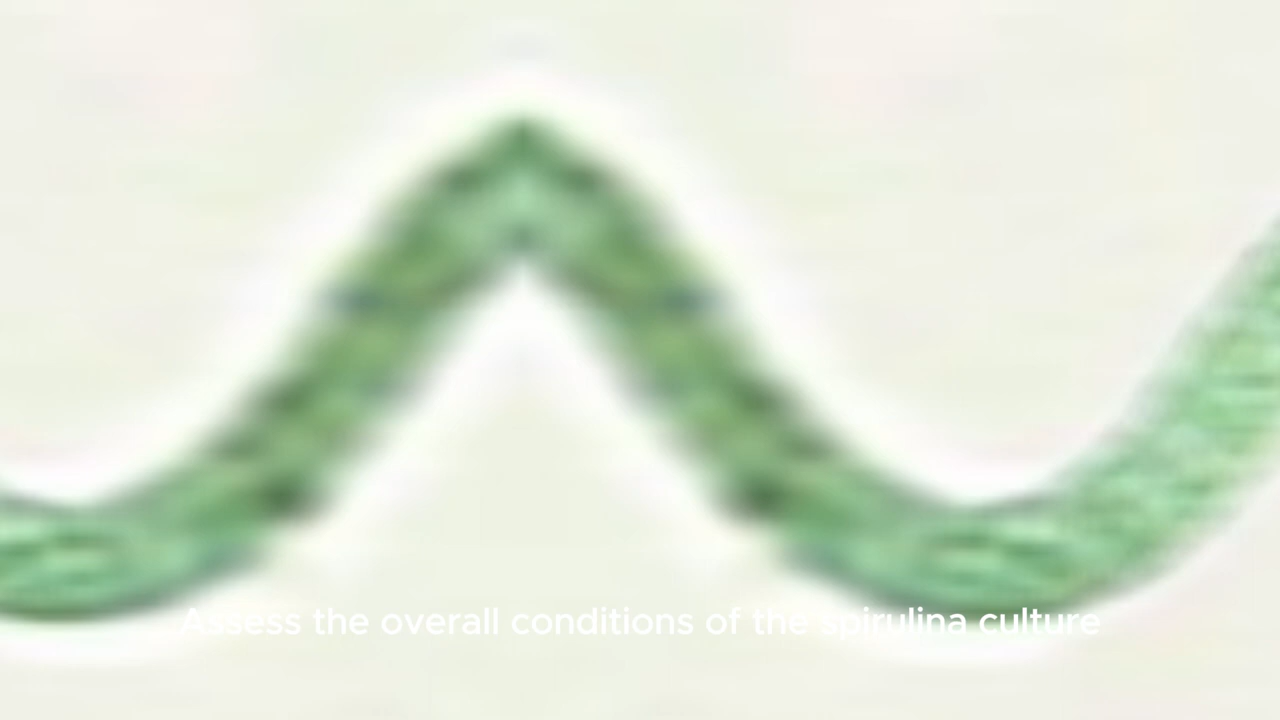 Assess the overall conditions of the spirulina culture